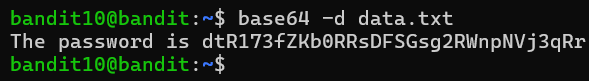 bandit10@bandit:~$ base64 -d data.txt
The password is dtR173fZKb0RRsDFSGsg2RWnpNVj3qRr
bandit10@bandit:~$